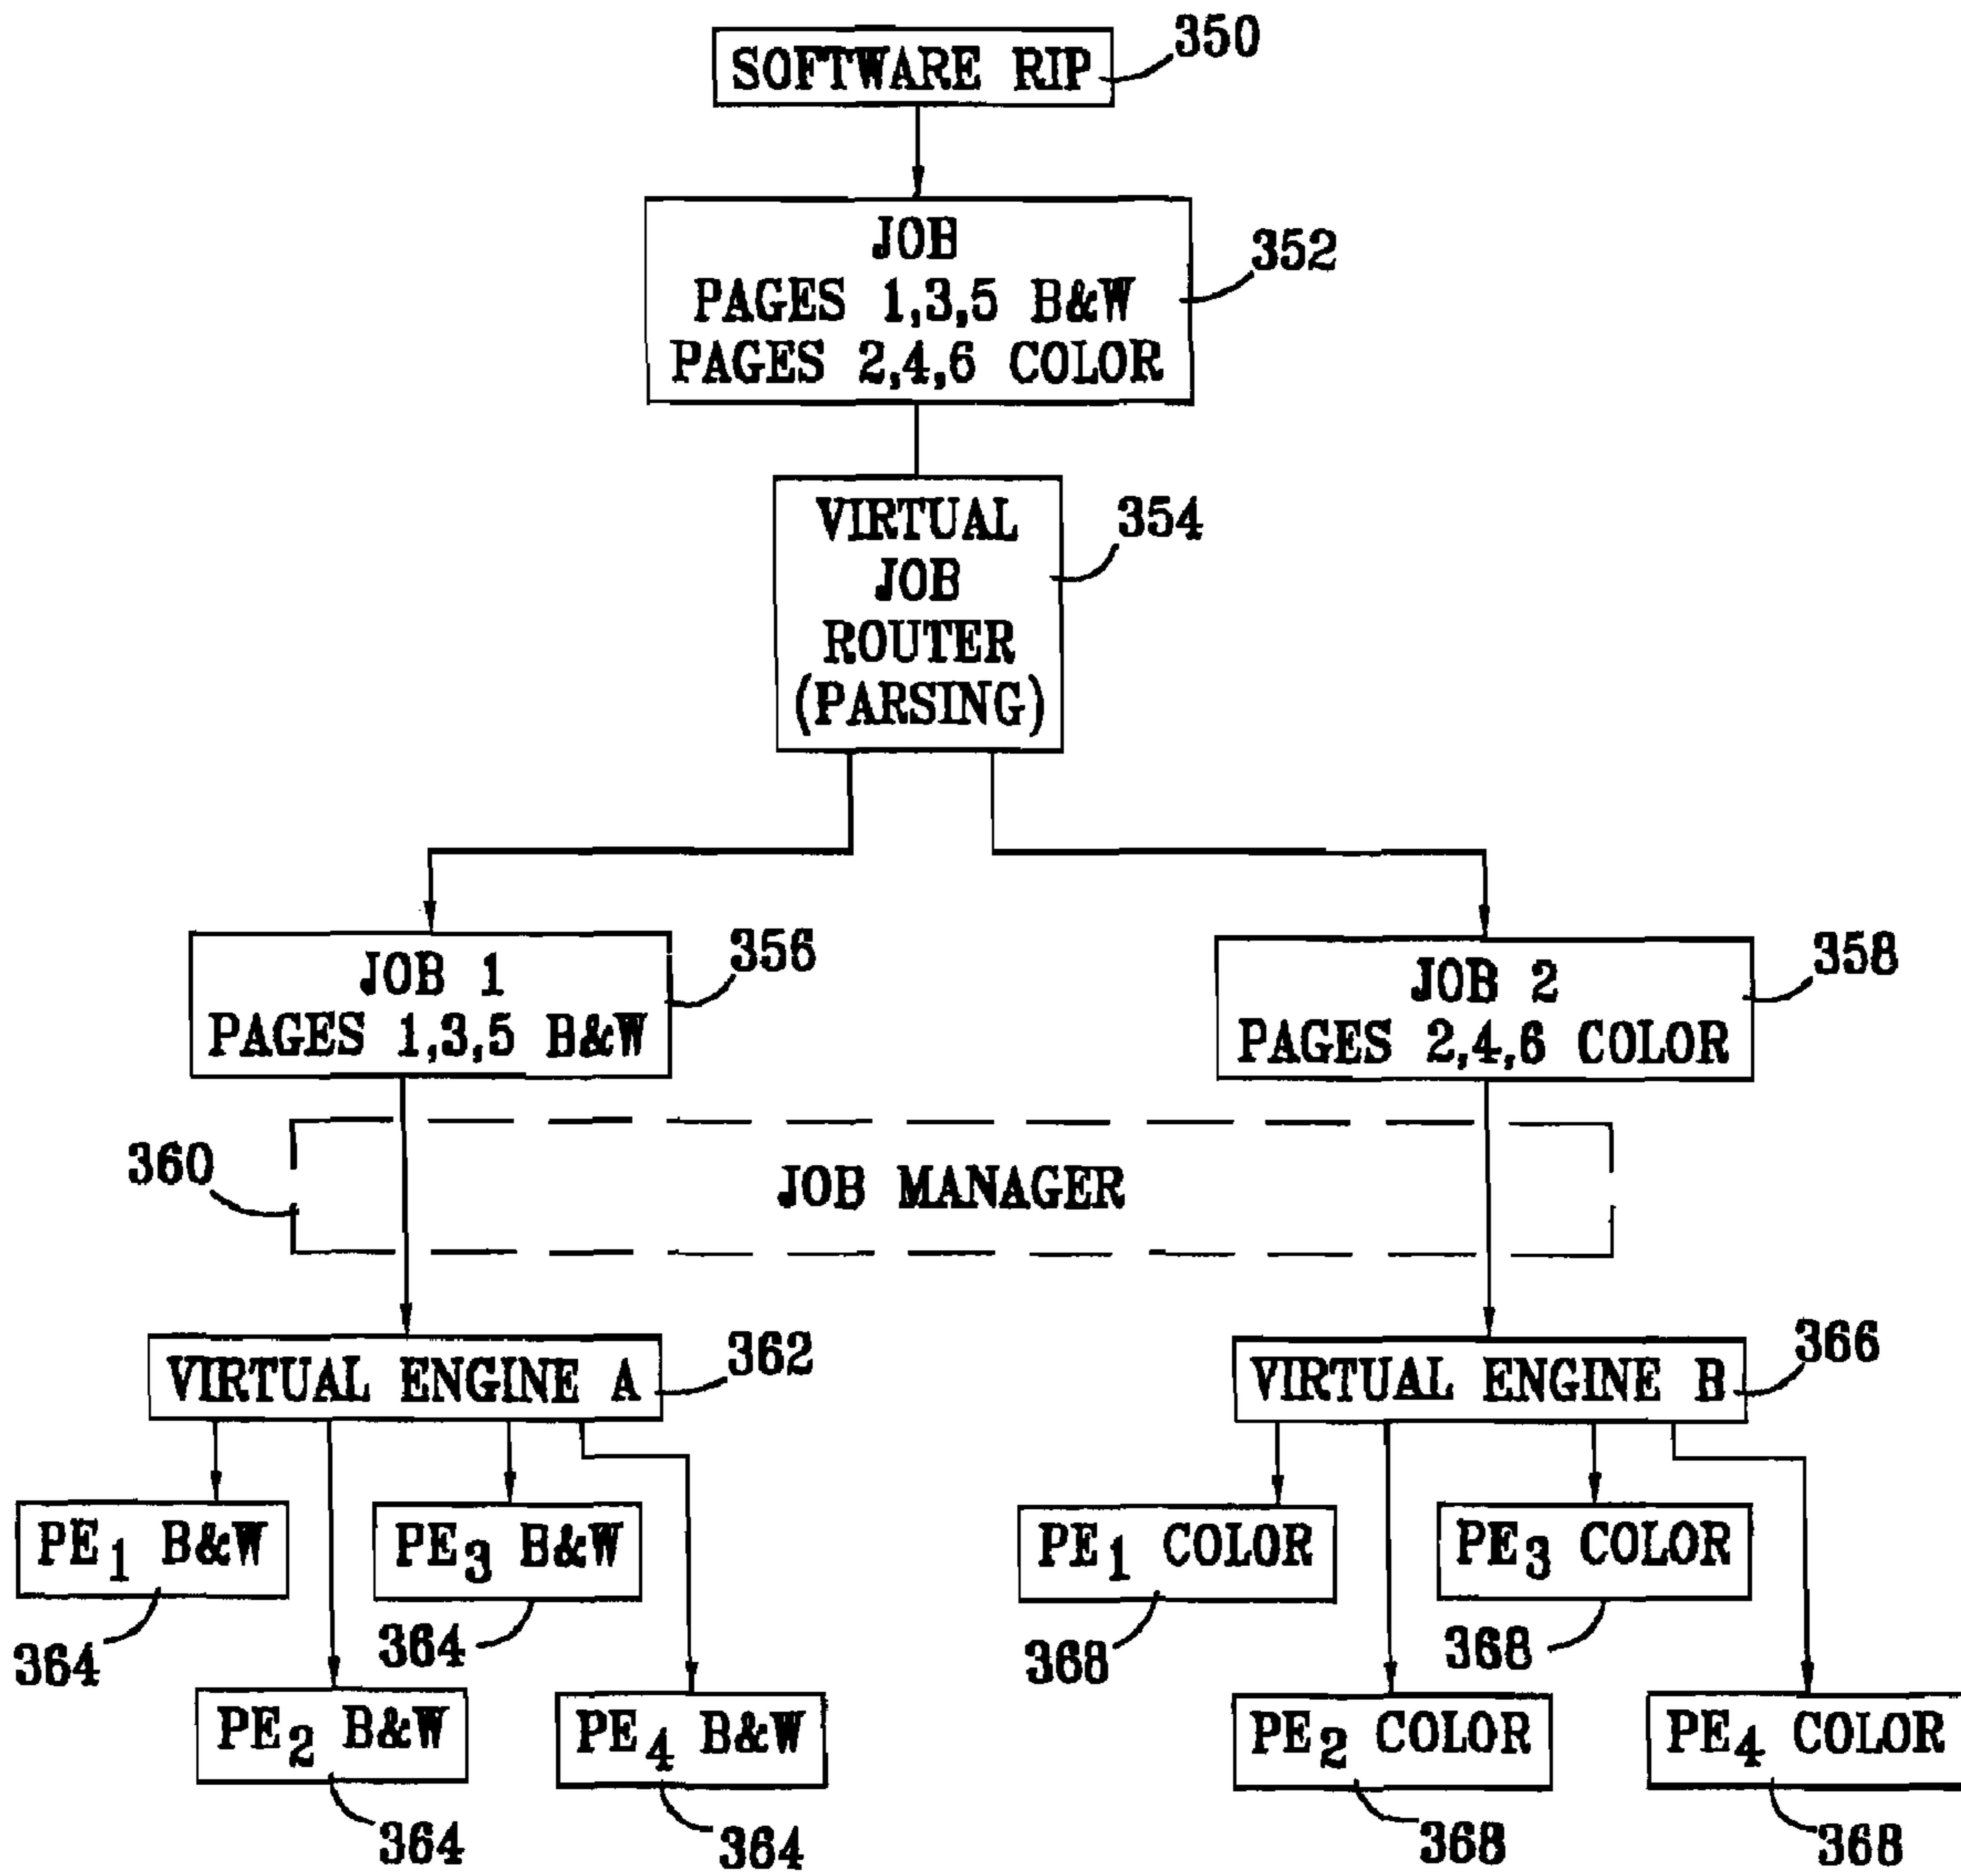 350
SOFTWARE RIP
352
JOB
PAGES 1,3,5 B&W
PAGES 2,4,6 COLOR
354
VIRTUAL
JOB
ROUTER
(PARSING)
356
JOB 1
PAGES 1,3,5 B&W
358
JOB 2
PAGES 2,4,6 COLOR
360
JOB MANAGER
362
VIRTUAL ENGINE A
366
VIRTUAL ENGINE B
PE1 B&W
PE3 B&W
PE1 COLOR
PE3 COLOR
364
364
368
368
PE2 B&W
PE4 B&W
PE2 COLOR
PE4 COLOR
364
364
368
368